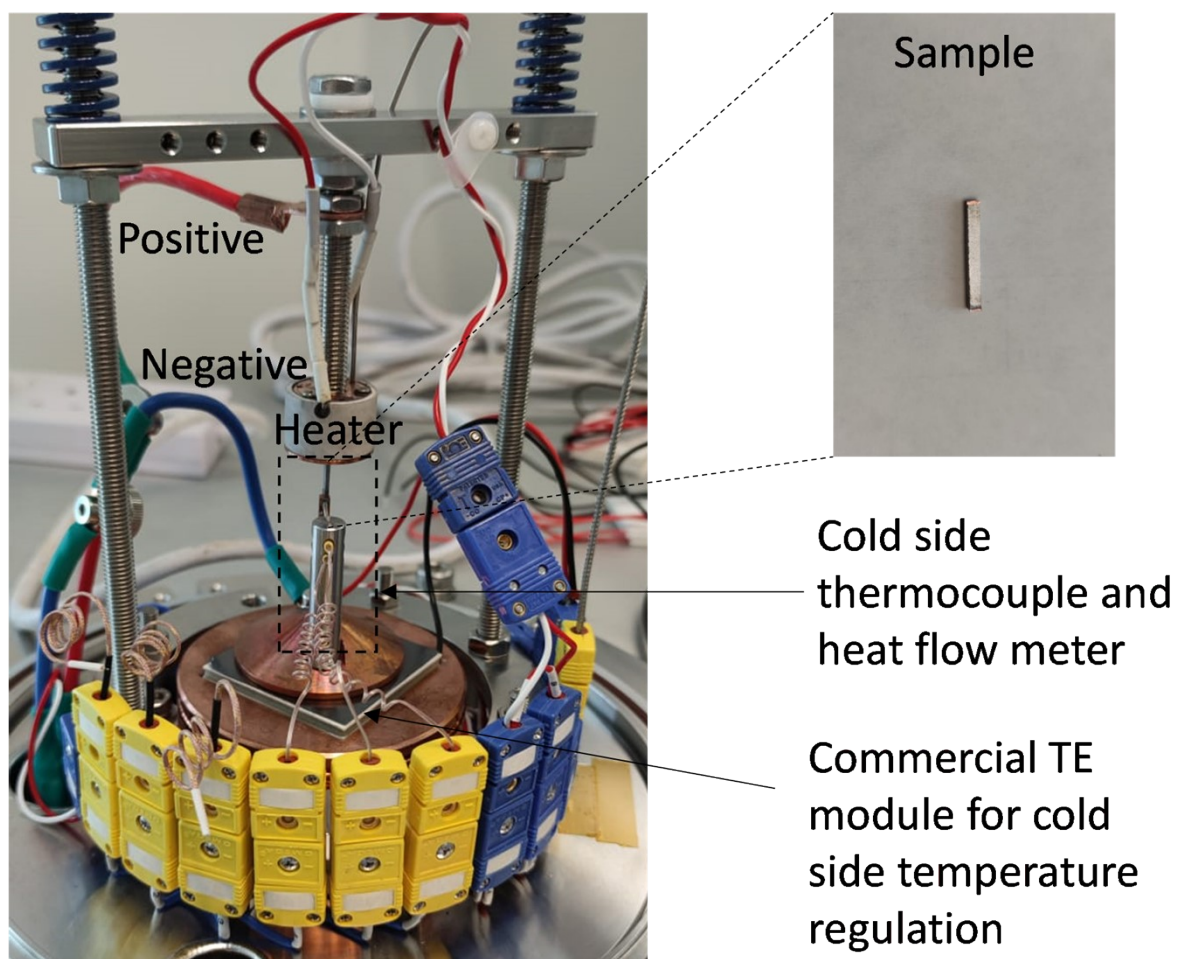 Sample
Positive
Negative
Heater
Cold side
thermocouple and
heat flow meter
Commercial TE
module for cold
side temperature
regulation